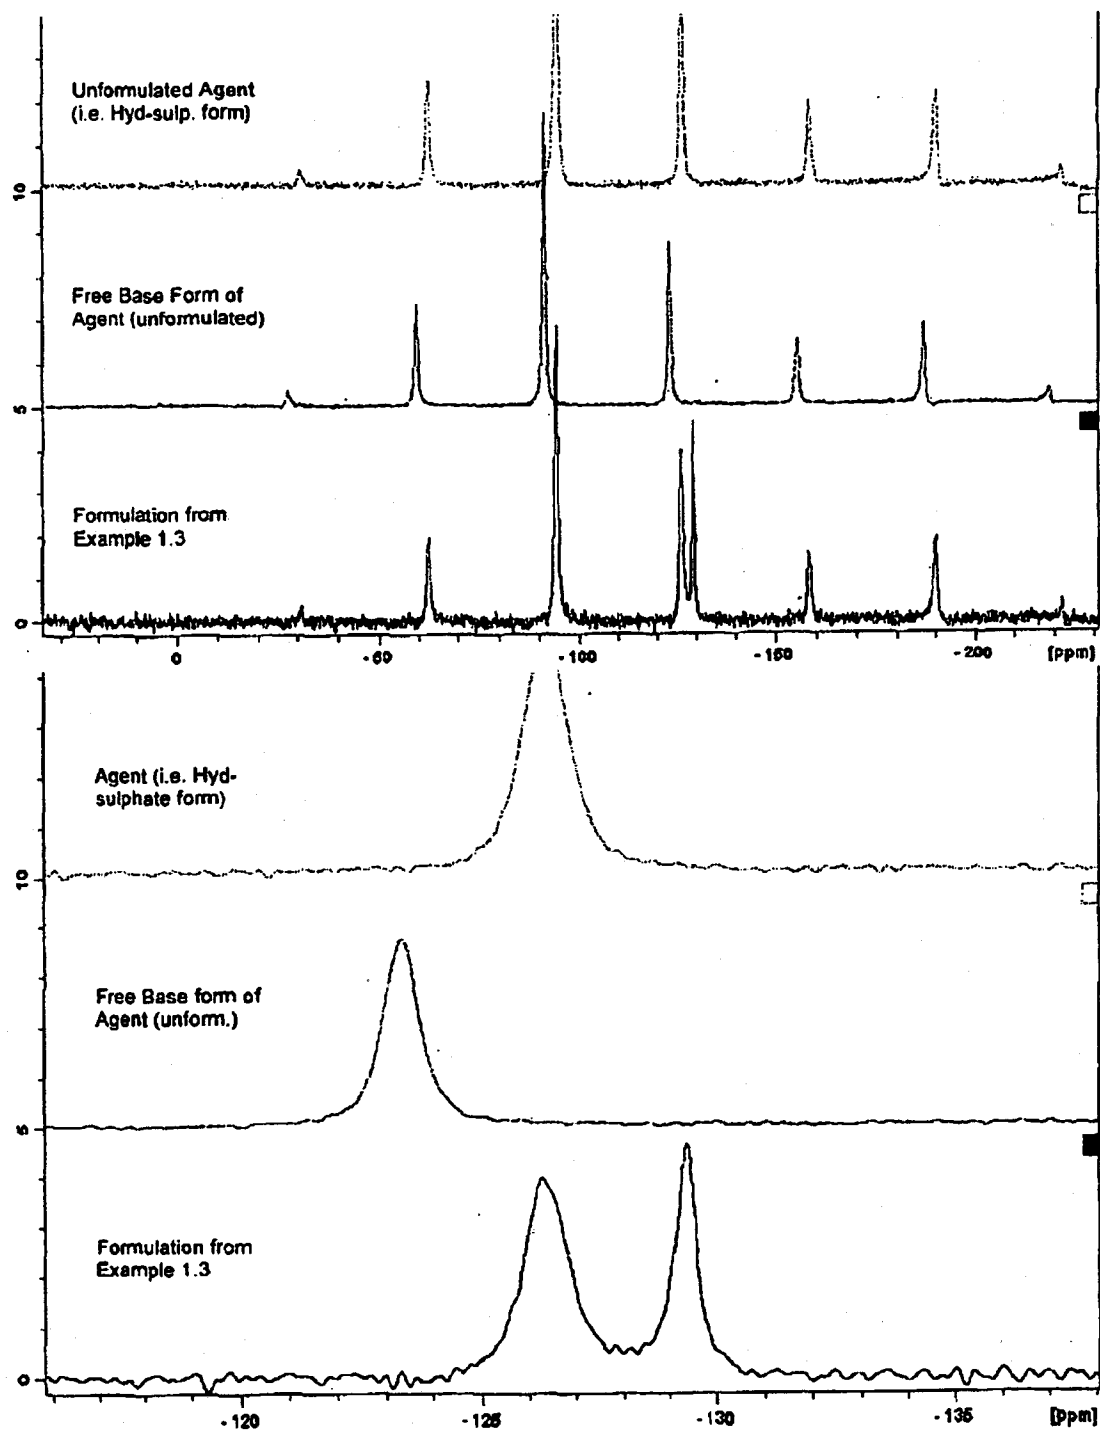 Unformulated Agent
(i.e. Hyd-sulp. form)
10
Free Base Form of
Agent (unformulated)
5
Formulation from
Example 1.3
0
0 -50 -100 -150 -200 [ppm]
Agent (i.e. Hyd-
sulphate form)
10
Free Base form of
Agent (unform.)
5
Formulation from
Example 1.3
0
-120 -125 -130 -135 [ppm]